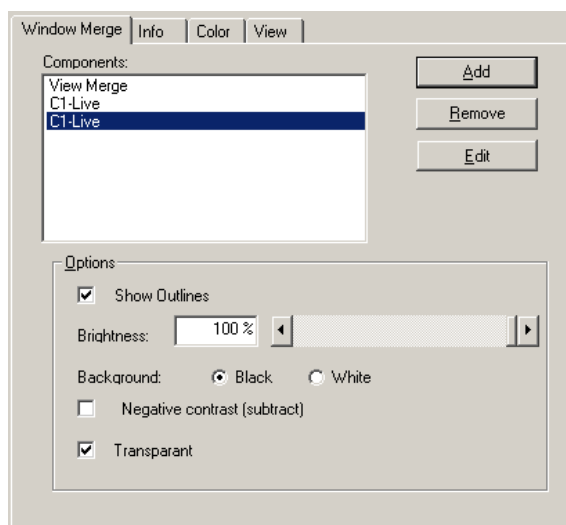 Window Merge Info Color View
Components:
Add
View Merge
C1-Live
C1-Live
Remove
Edit
Options
Show Outlines
Brightness: 100 %
Background: Black White
Negative contrast (subtract)
Transparant